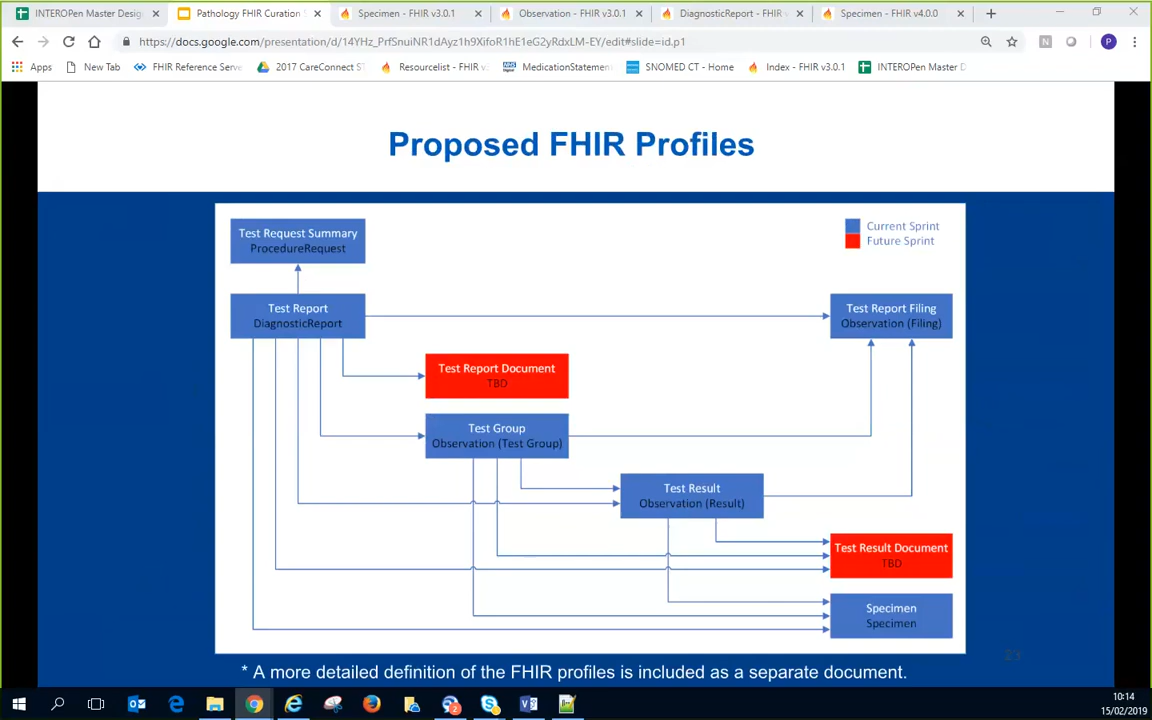 INTEROPen Master Design
Pathology FHIR Curation S
Specimen - FHIR v3.0.1
Observation - FHIR v3.0.1
DiagnosticReport - FHIR v
Specimen - FHIR v4.0.0
https://docs.google.com/presentation/d/14YHz_PrfSnuiNR1dAyz1h9XifoR1hE1eG2yRdxLM-EY/edit#slide=id.p1
N
P
Apps
New Tab
FHIR Reference Serve
2017 CareConnect ST
Resourcelist - FHIR v
NHS
MedicationStatemen
SNOMED CT - Home
Index - FHIR v3.0.1
INTEROPen Master D
Proposed FHIR Profiles
Test Request Summary
ProcedureRequest
Current Sprint
Future Sprint
Test Report
DiagnosticReport
Test Report Filing
Observation (Filing)
Test Report Document
TBD
Test Group
Observation (Test Group)
Test Result
Observation (Result)
Test Result Document
TBD
Specimen
Specimen
* A more detailed definition of the FHIR profiles is included as a separate document.
10:14
15/02/2019